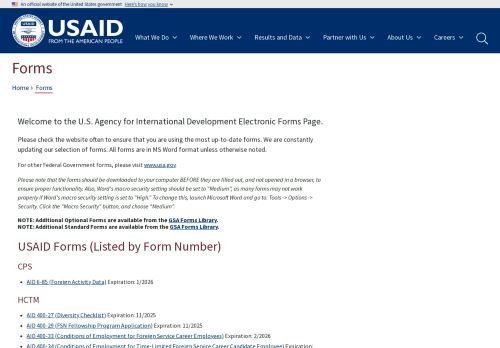 An official website of the United States government Here's how you know
USAID
FROM THE AMERICAN PEOPLE
What We Do
Where We Work
Results and Data
Partner with Us
About Us
Careers
Forms
Home › Forms
Welcome to the U.S. Agency for International Development Electronic Forms Page.
Please check the website often to ensure that you are using the most up-to-date forms. We are constantly
updating our selection of forms. All forms are in MS Word format unless otherwise noted.
For other Federal Government forms, please visit www.usa.gov.
Please note that the forms should be downloaded to your computer BEFORE they are filled out, and not opened in a browser, to
ensure proper functionality. Also, Word's macro security setting should be set to "Medium", as many forms may not work
properly if Word's macro security setting is set to "High." To change this, launch Microsoft Word and go to: Tools -> Options ->
Security. Click the "Macro Security" button, and choose "Medium".
NOTE: Additional Optional Forms are available from the GSA Forms Library.
NOTE: Additional Standard Forms are available from the GSA Forms Library.
USAID Forms (Listed by Form Number)
CPS
AID 6-85 (Foreign Activity Data) Expiration: 1/2026
HCTM
AID 400-27 (Diversity Checklist) Expiration: 11/2025
AID 400-29 (FSN Fellowship Program Application) Expiration: 11/2025
AID 400-33 (Conditions of Employment for Foreign Service Career Employees) Expiration: 2/2026
AID 400-34 (Conditions of Employment for Time-Limited Foreign Service Career Candidate Employee) Expiration: